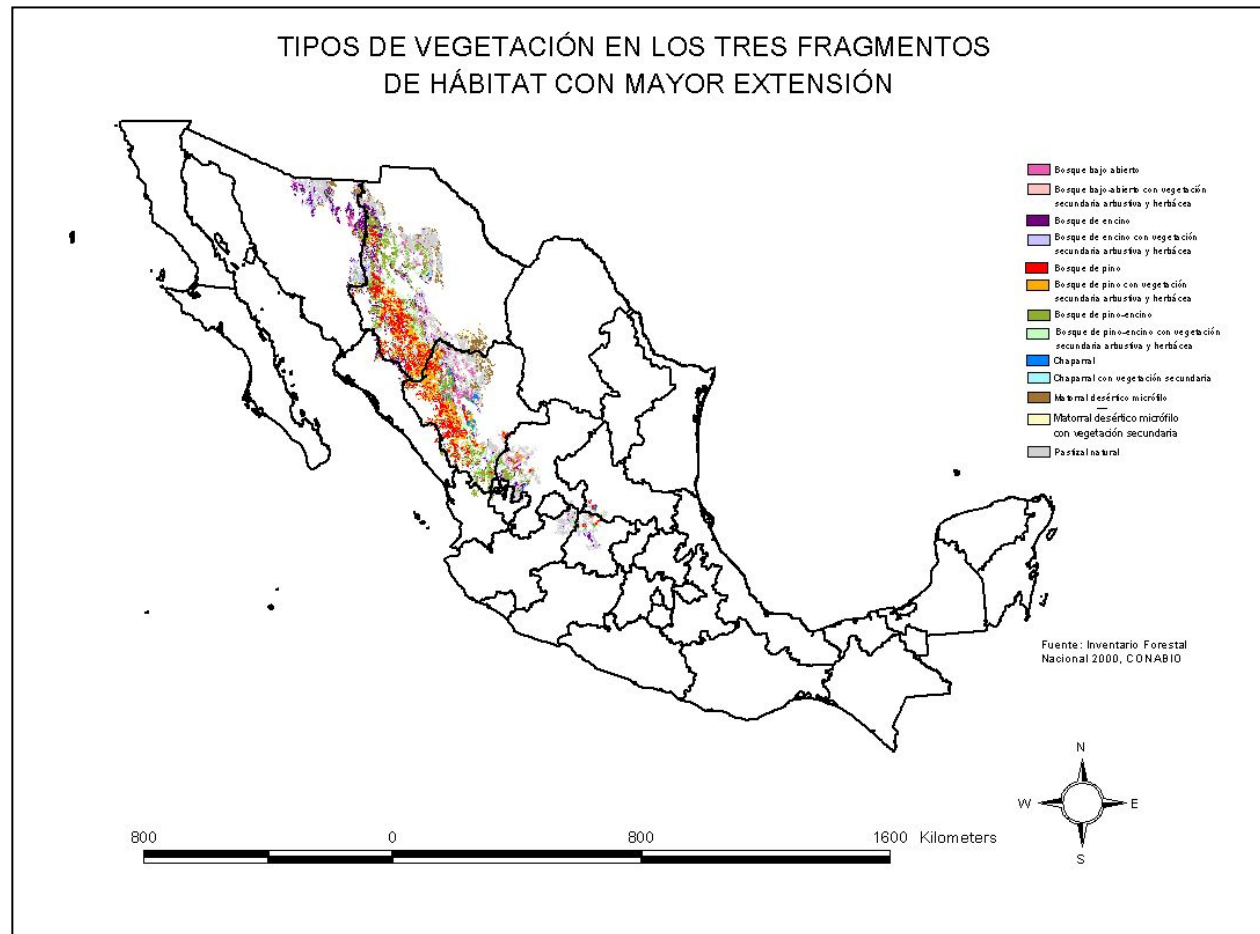 TIPOS DE VEGETACIÓN EN LOS TRES FRAGMENTOS
DE HÁBITAT CON MAYOR EXTENSIÓN
Bosque bajo abierto
Bosque bajo-abierto con vegetación
secundaria arbustiva y herbácea
Bosque de encino
Bosque de encino con vegetación
secundaria arbustiva y herbácea
Bosque de pino
Bosque de pino con vegetación
secundaria arbustiva y herbácea
Bosque de pino-encino
Bosque de pino-encino con vegetación
secundaria arbustiva y herbácea
Chaparral
Chaparral con vegetación secundaria
Matorral desértico micrófilo
Matorral desértico micrófilo
con vegetación secundaria
Pastizal natural
Fuente: Inventario Forestal
Nacional 2000, CONABIO
N
W E
S
800 0 800 1600 Kilometers